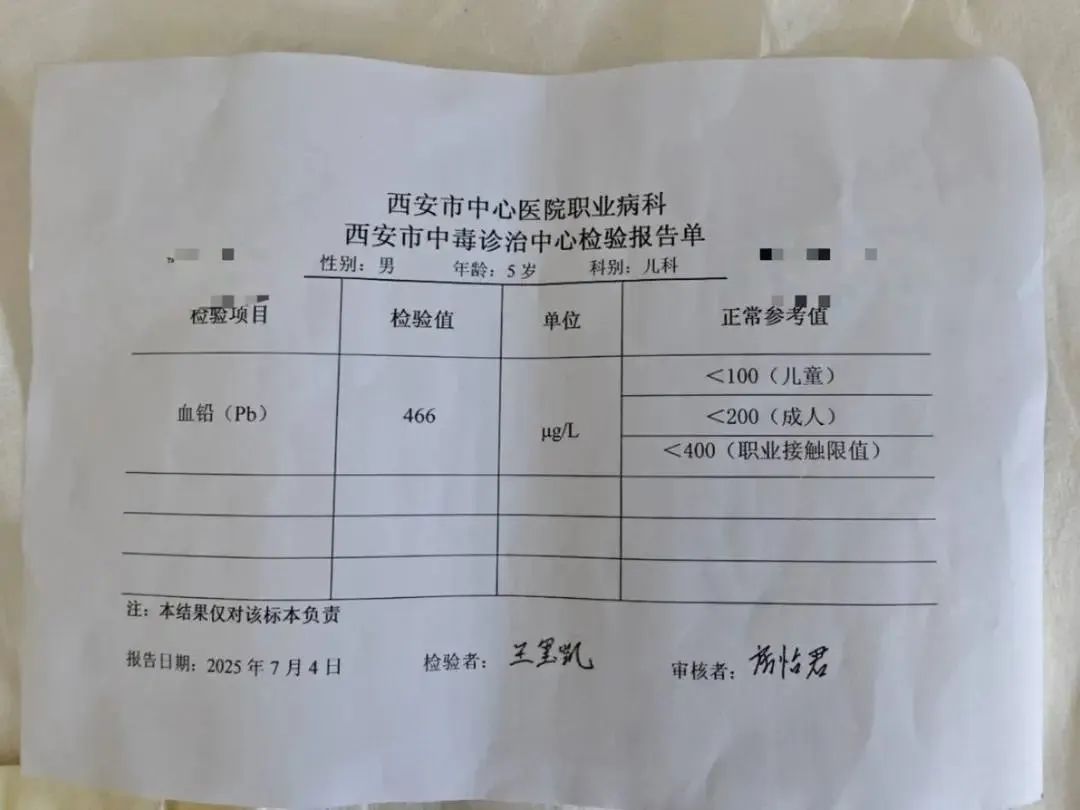 西安市中心医院职业病科
西安市中毒诊治中心检验报告单
性别：男 年龄：5岁 科别：儿科
检验项目 检验值 单位 正常参考值
血铅（Pb） 466 μg/L
＜100（儿童）
＜200（成人）
＜400（职业接触限值）
注：本结果仅对该标本负责
报告日期：2025年7月4日 检验者： 审核者：